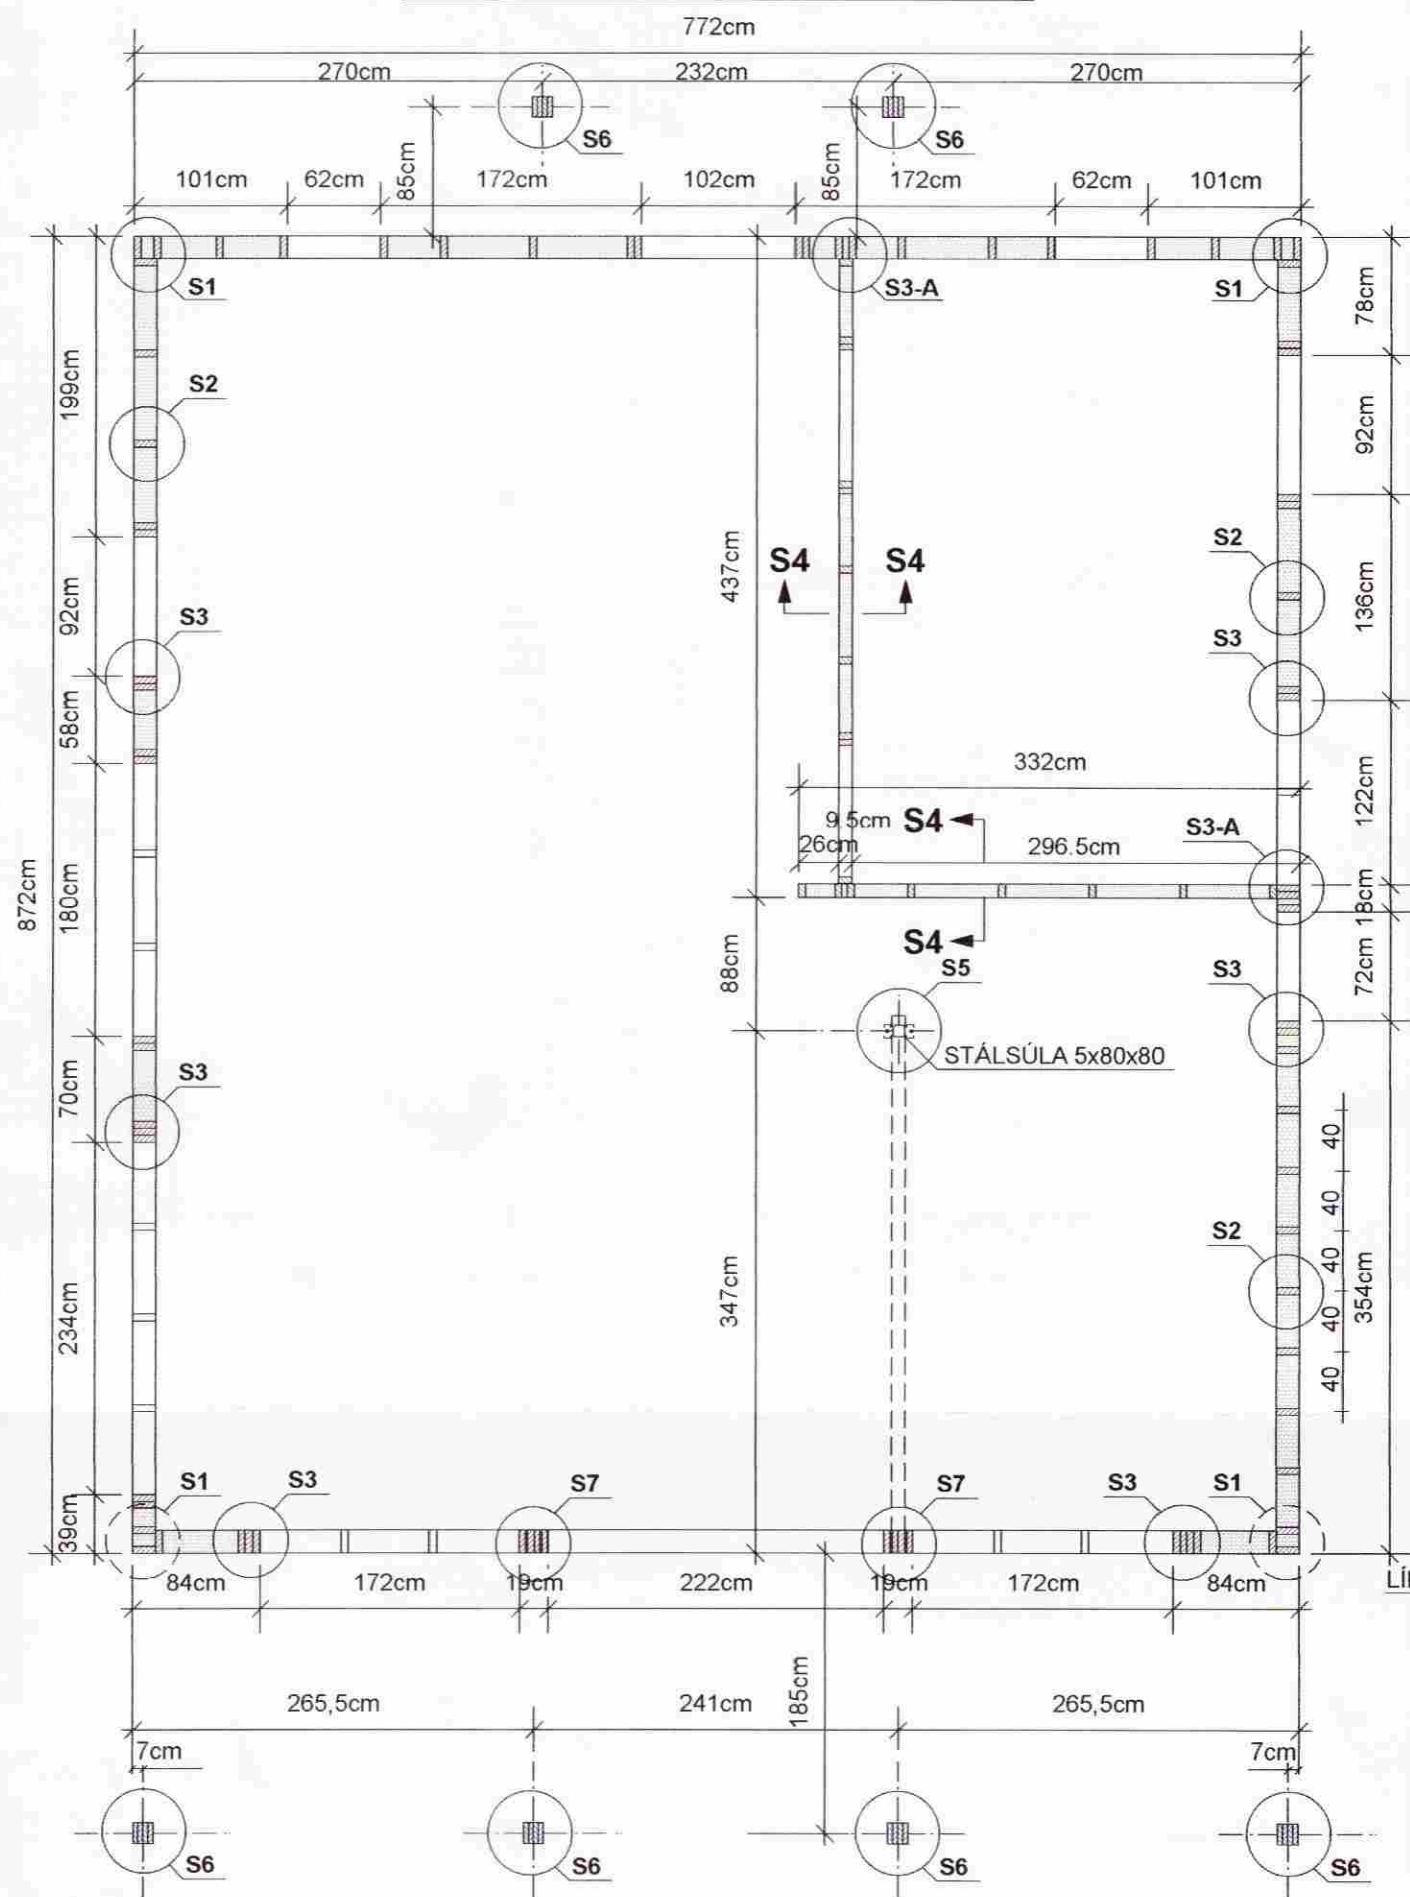 772cm
270cm
232cm
270cm
S6
S6
85cm
85cm
101cm
62cm
172cm
102cm
172cm
62cm
101cm
S1
S3-A
S1
78cm
199cm
S2
92cm
437cm
S4
S4
S2
136cm
92cm
S3
S3
58cm
332cm
122cm
9.5cm
S4
26cm
296.5cm
S3-A
872cm
180cm
18cm
S4
88cm
S5
S3
72cm
STÁLSÚLA 5x80x80
70cm
S3
40
40
S2
40
234cm
347cm
40
354cm
40
39cm
S1
S3
S7
S7
S3
S1
84cm
172cm
19cm
222cm
19cm
172cm
84cm
185cm
265,5cm
241cm
265,5cm
7cm
7cm
S6
S6
S6
S6